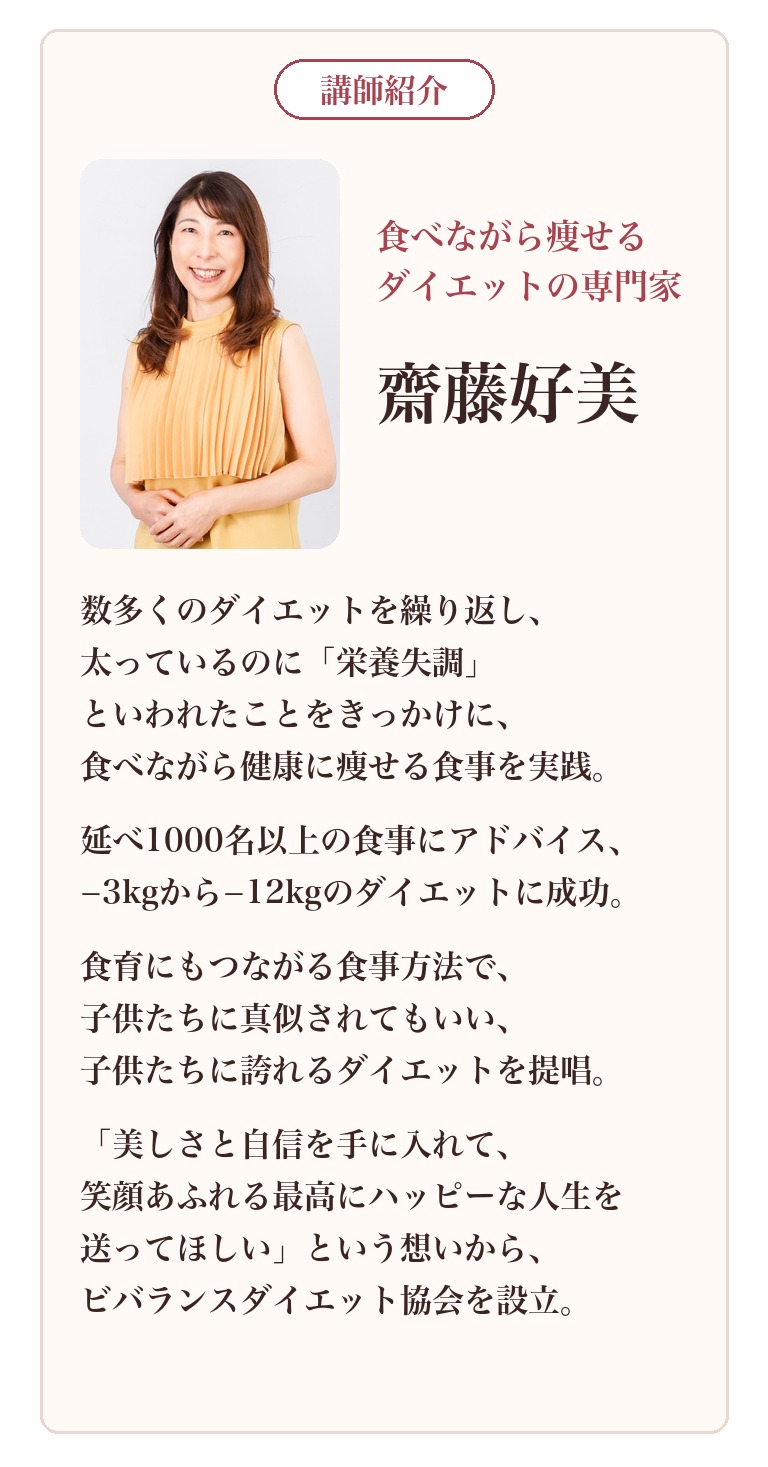 講師紹介
食べながら痩せる
ダイエットの専門家
齋藤好美
数多くのダイエットを繰り返し、
太っているのに「栄養失調」
といわれたことをきっかけに、
食べながら健康に痩せる食事を実践。
延べ1000名以上の食事にアドバイス、
−3kgから−12kgのダイエットに成功。
食育にもつながる食事方法で、
子供たちに真似されてもいい、
子供たちに誇れるダイエットを提唱。
「美しさと自信を手に入れて、
笑顔あふれる最高にハッピーな人生を
送ってほしい」という想いから、
ビバランスダイエット協会を設立。